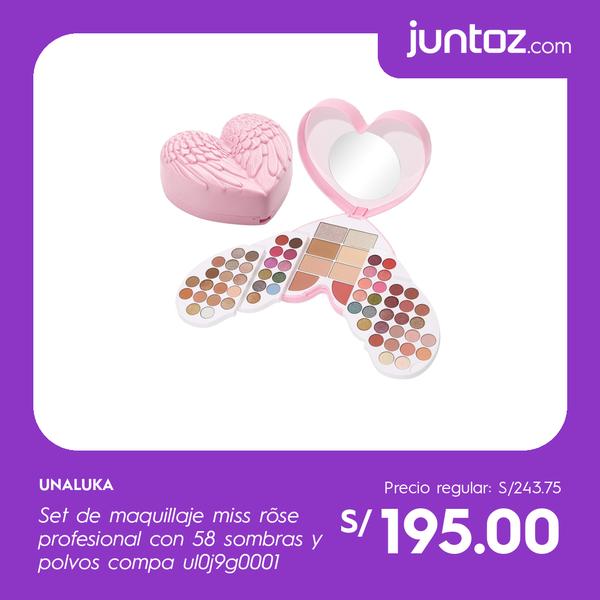 juntoz.com
UNALUKA
Set de maquillaje miss rõse
profesional con 58 sombras y
polvos compa ul0j9g0001
Precio regular: S/243.75
S/195.00